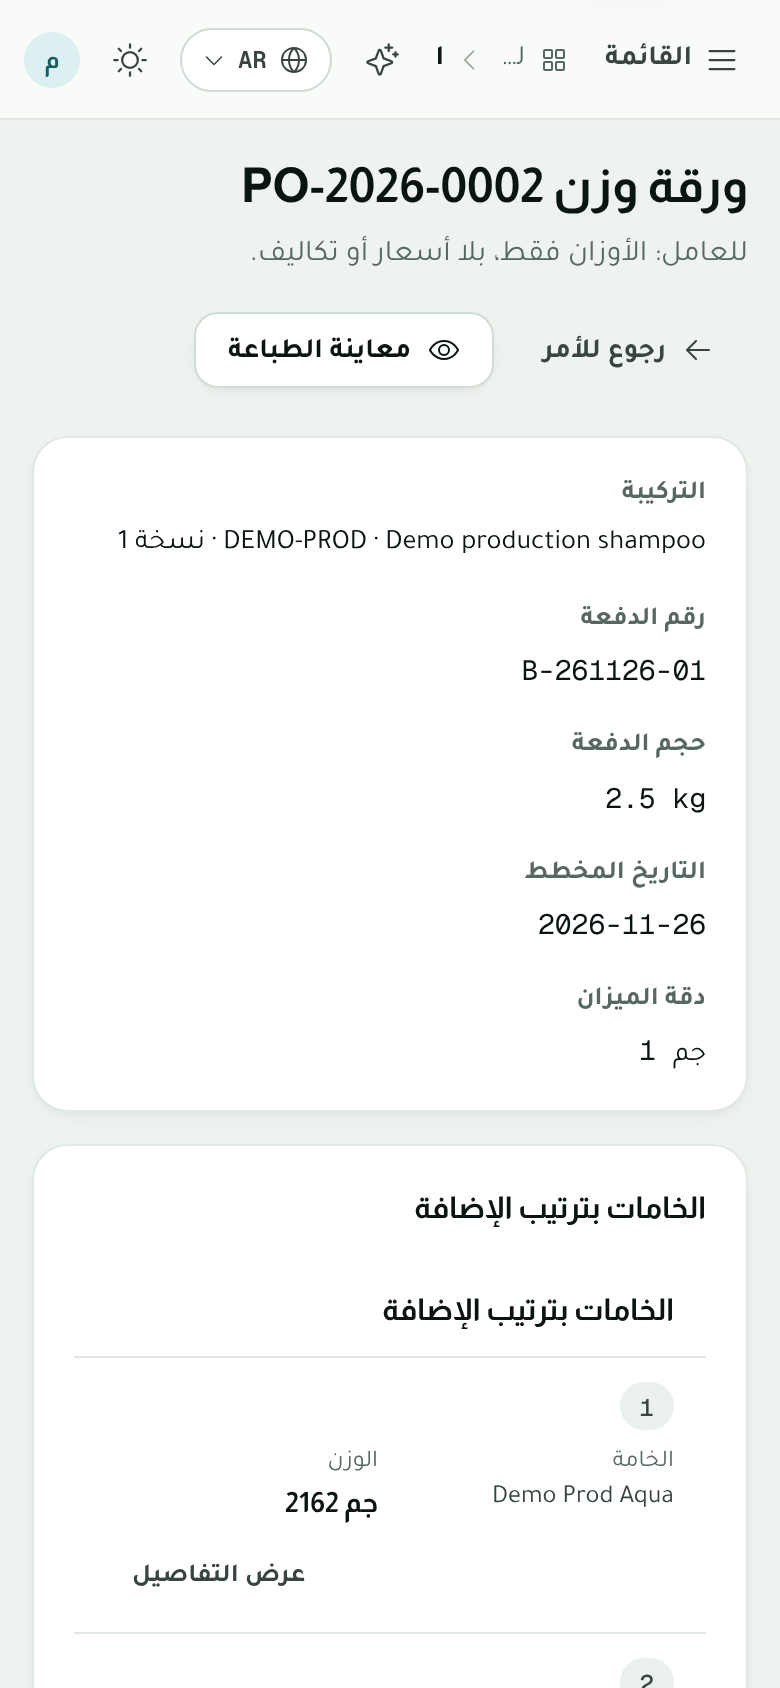 القائمة
لـ...
ا
AR
م
ورقة وزن PO-2026-0002
للعامل: الأوزان فقط، بلا أسعار أو تكاليف.
رجوع للأمر
معاينة الطباعة
التركيبة
DEMO-PROD · Demo production shampoo · نسخة 1
رقم الدفعة
B-261126-01
حجم الدفعة
2.5 kg
التاريخ المخطط
2026-11-26
دقة الميزان
1 جم
الخامات بترتيب الإضافة
الخامات بترتيب الإضافة
1
الخامة
الوزن
Demo Prod Aqua
2162 جم
عرض التفاصيل
2